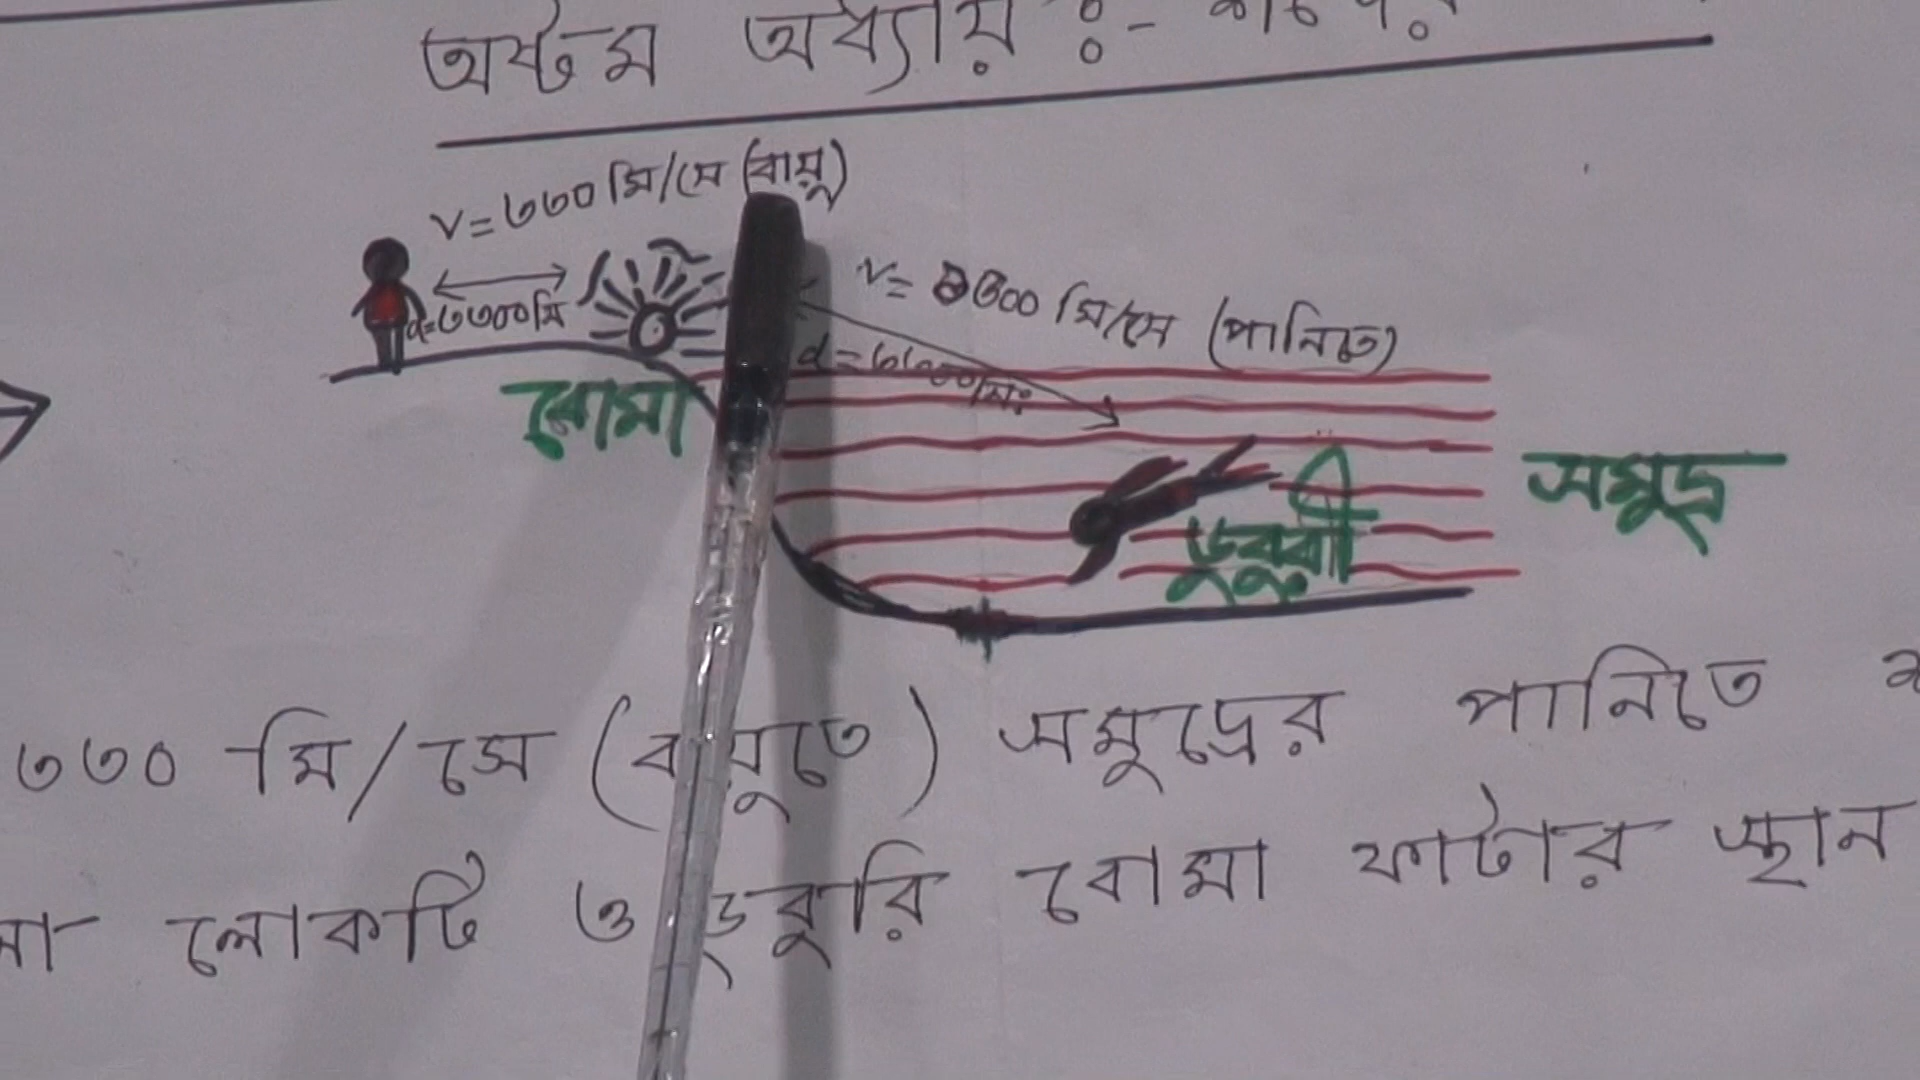 অষ্টম অধ্যায় ঃ-
v= ৩৩০ মি/সে (বায়ু)
d=৩৩০০মি
v= ১৫০০ মি/সে (পানিতে)
বোমা
ডুবুরী
সমুদ্র
৩৩০ মি/সে (বায়ুতে) সমুদ্রের পানিতে
লোকটি ও ডুবুরি বোমা ফাটার স্থান